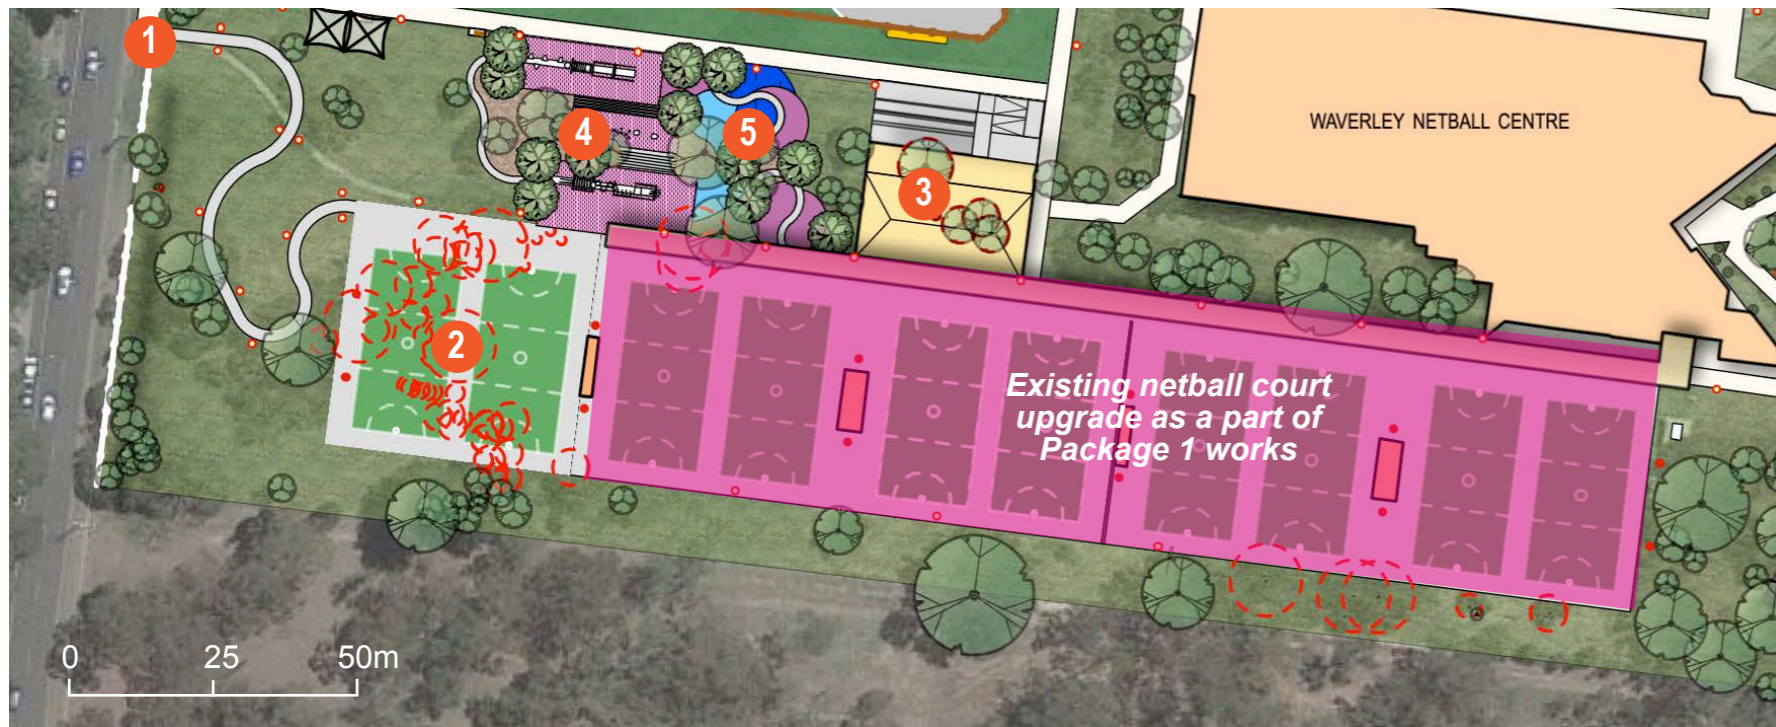 1
4
5
3
2
WAVERLEY NETBALL CENTRE
Existing netball court
upgrade as a part of
Package 1 works
0 25 50m